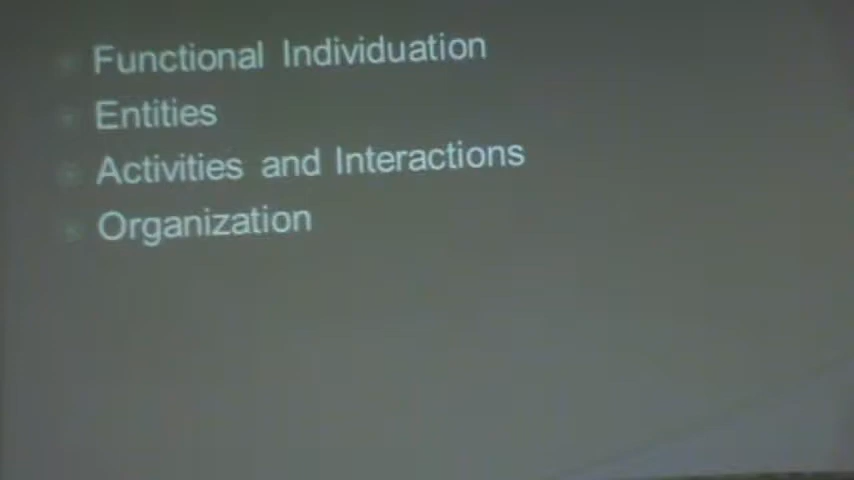 Functional Individuation
Entities
Activities and Interactions
Organization